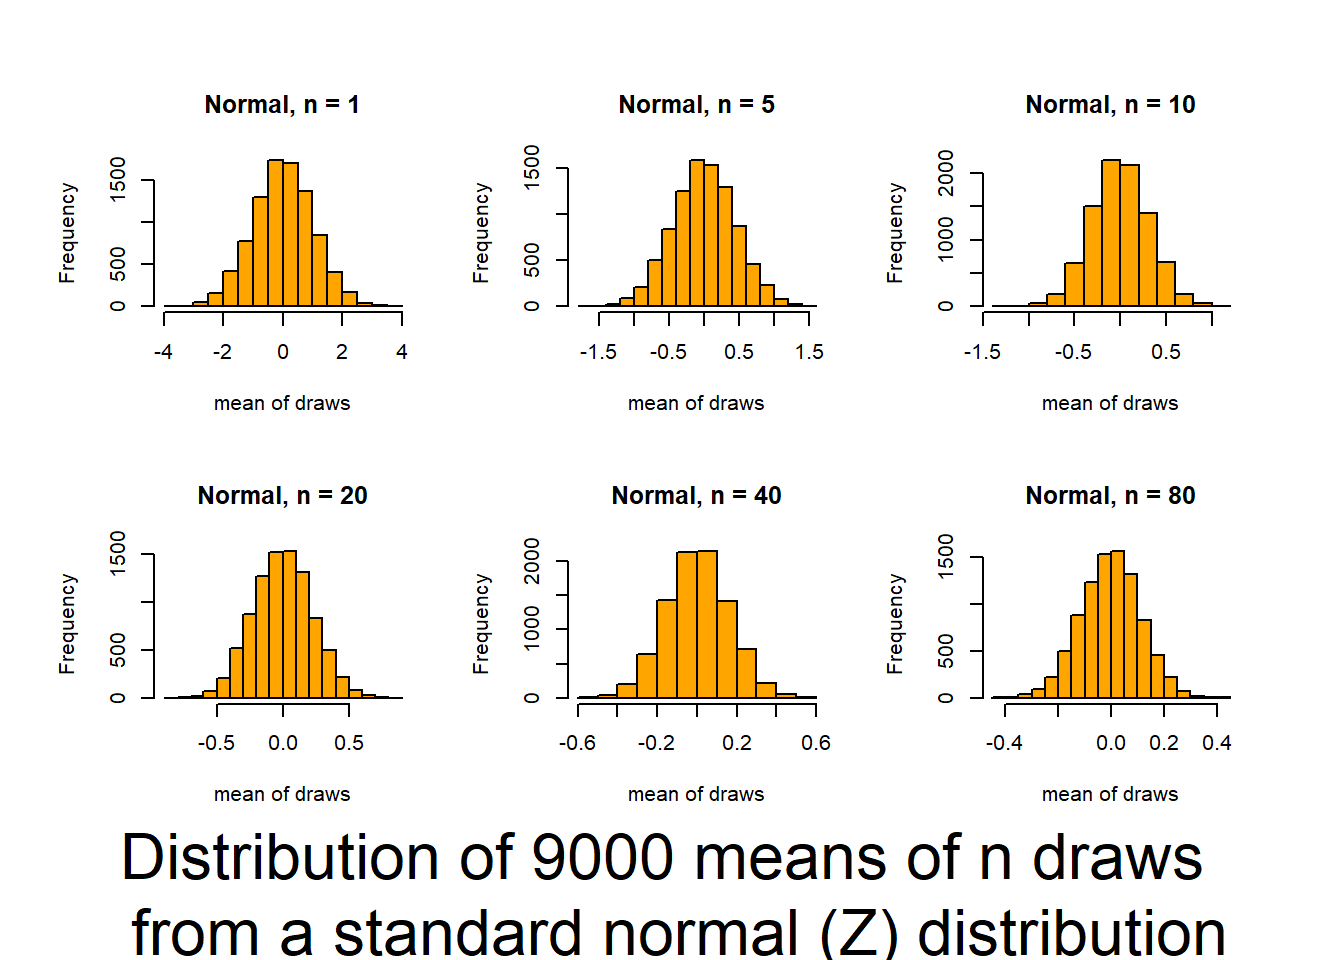 Normal, n = 1
Frequency
0 500 1500
-4 -2 0 2 4
mean of draws
Normal, n = 5
Frequency
0 500 1500
-1.5 -0.5 0.5 1.5
mean of draws
Normal, n = 10
Frequency
0 1000 2000
-1.5 -0.5 0.5
mean of draws
Normal, n = 20
Frequency
0 500 1500
-0.5 0.0 0.5
mean of draws
Normal, n = 40
Frequency
0 1000 2000
-0.6 -0.2 0.2 0.6
mean of draws
Normal, n = 80
Frequency
0 500 1500
-0.4 0.0 0.2 0.4
mean of draws
Distribution of 9000 means of n draws
from a standard normal (Z) distribution